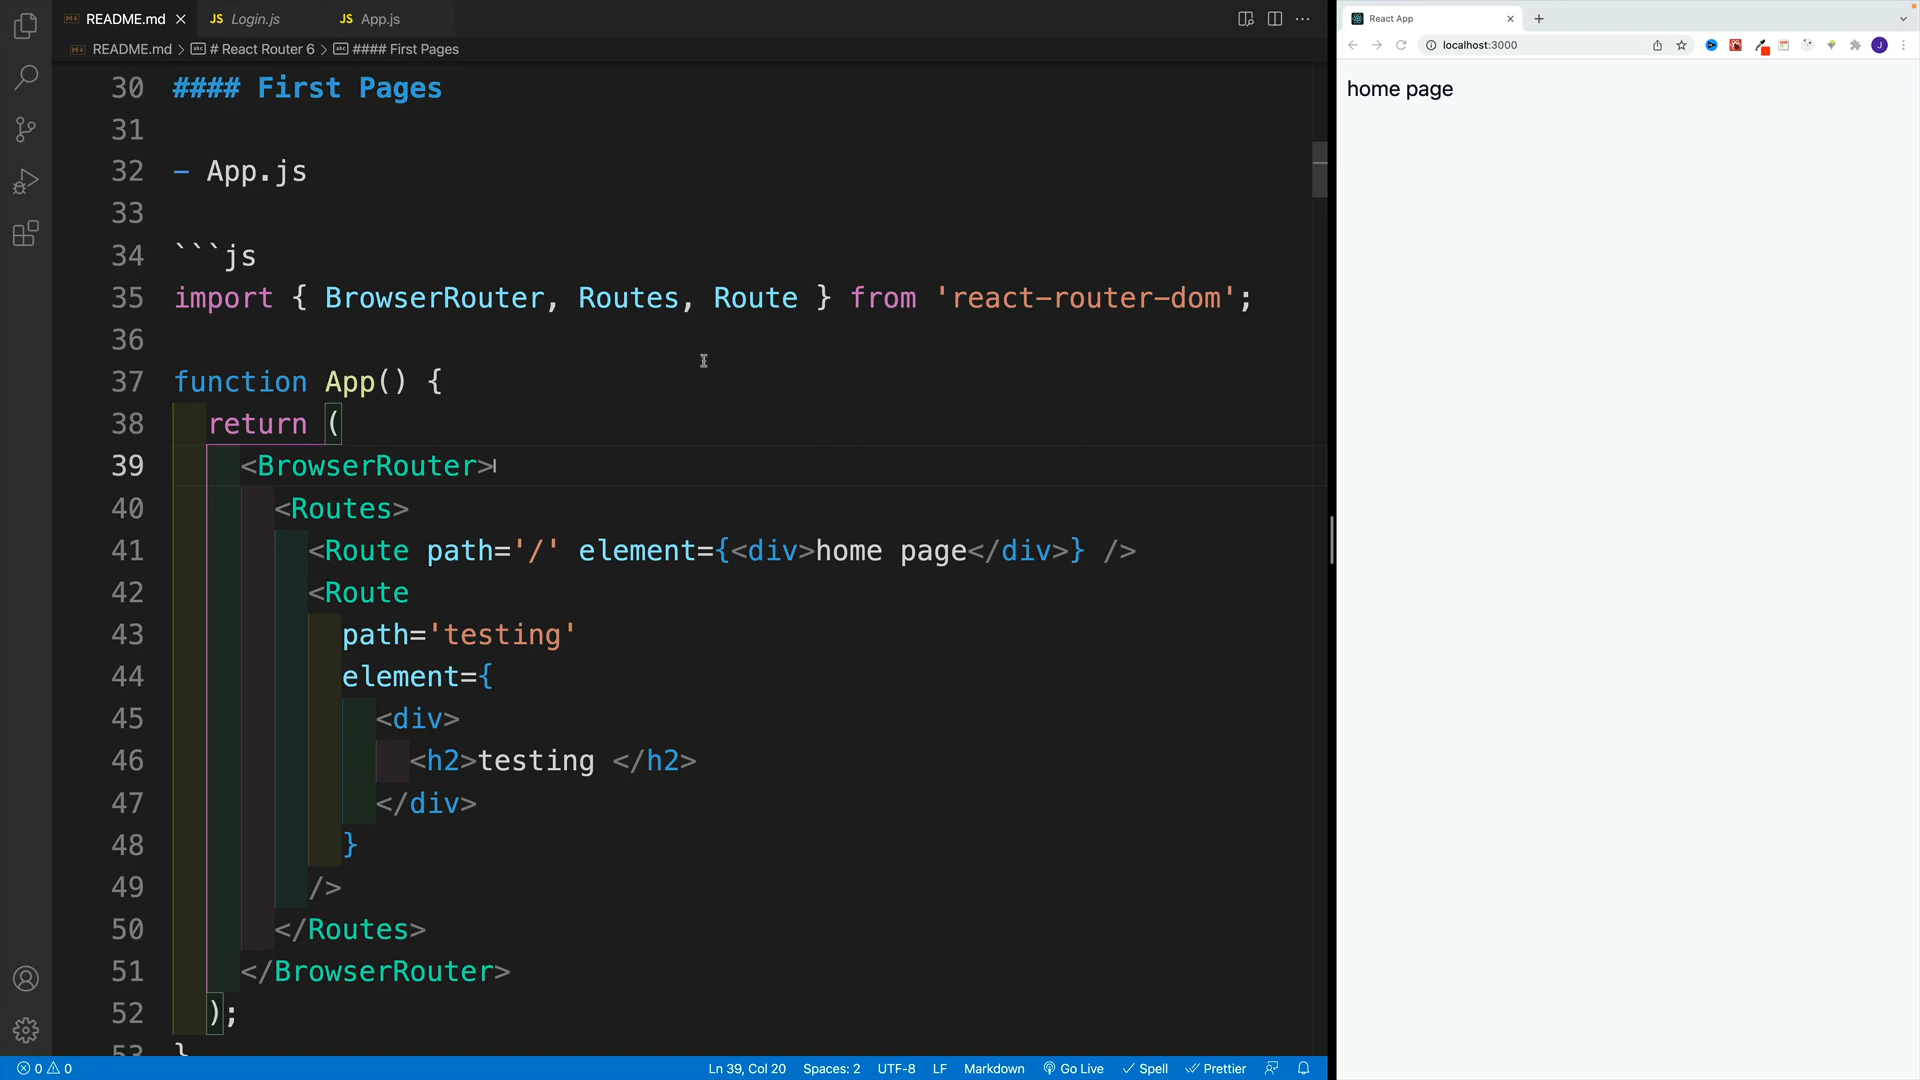 README.md
JS Login.js
JS App.js
README.md > # React Router 6 > #### First Pages
30 #### First Pages
31
32 - App.js
33
34 ```js
35 import { BrowserRouter, Routes, Route } from 'react-router-dom';
36
37 function App() {
38 return (
39 <BrowserRouter>
40 <Routes>
41 <Route path='/' element={<div>home page</div>} />
42 <Route
43 path='testing'
44 element={
45 <div>
46 <h2>testing </h2>
47 </div>
48 }
49 />
50 </Routes>
51 </BrowserRouter>
52 );
53 }
0 0
Ln 39, Col 20
Spaces: 2
UTF-8
LF
Markdown
Go Live
Spell
Prettier
React App
localhost:3000
J
home page